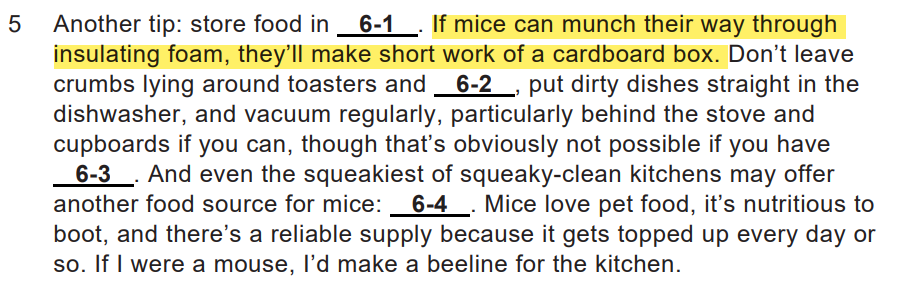 5 Another tip: store food in 6-1. If mice can munch their way through
insulating foam, they'll make short work of a cardboard box. Don't leave
crumbs lying around toasters and 6-2, put dirty dishes straight in the
dishwasher, and vacuum regularly, particularly behind the stove and
cupboards if you can, though that's obviously not possible if you have
6-3. And even the squeakiest of squeaky-clean kitchens may offer
another food source for mice: 6-4. Mice love pet food, it's nutritious to
boot, and there's a reliable supply because it gets topped up every day or
so. If I were a mouse, I'd make a beeline for the kitchen.